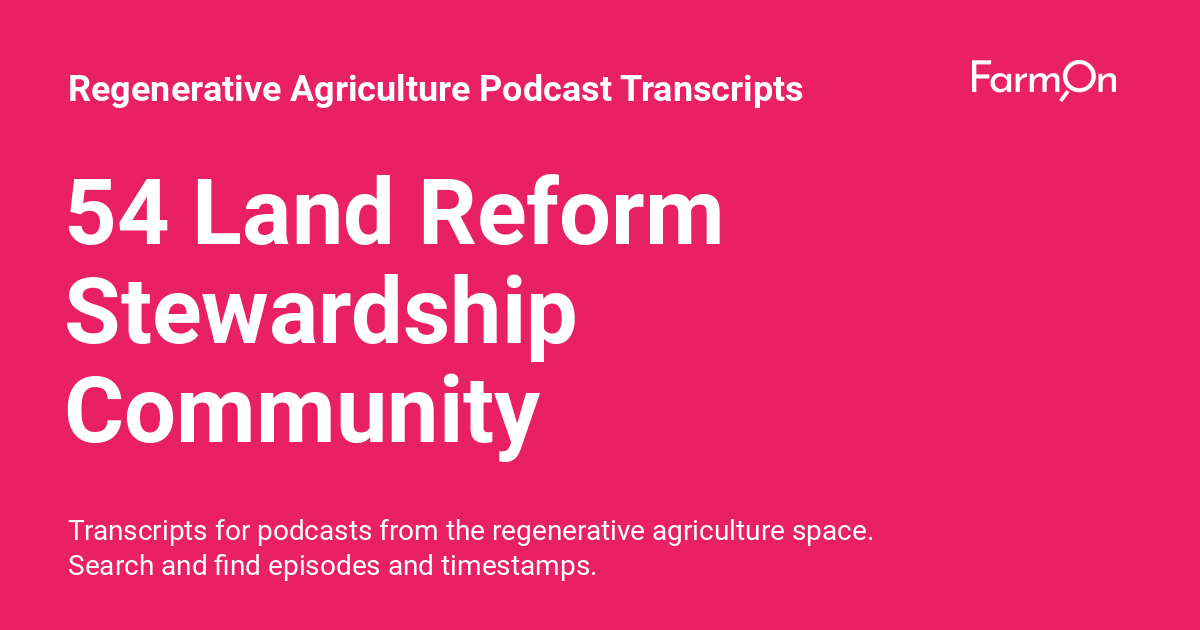 Regenerative Agriculture Podcast Transcripts
FarmOn
54 Land Reform
Stewardship
Community
Transcripts for podcasts from the regenerative agriculture space.
Search and find episodes and timestamps.